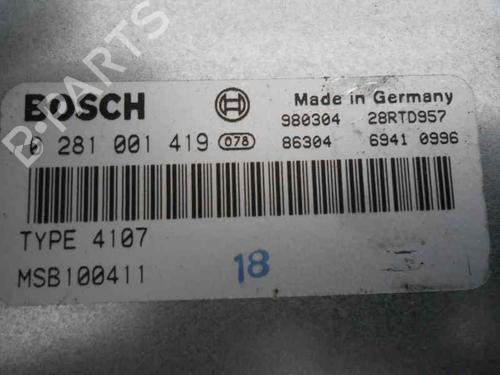 B-PARTS
BOSCH
Made in Germany
980304 28RTD957
0 281 001 419 078 86304 6941 0996
TYPE 4107
MSB100411
18